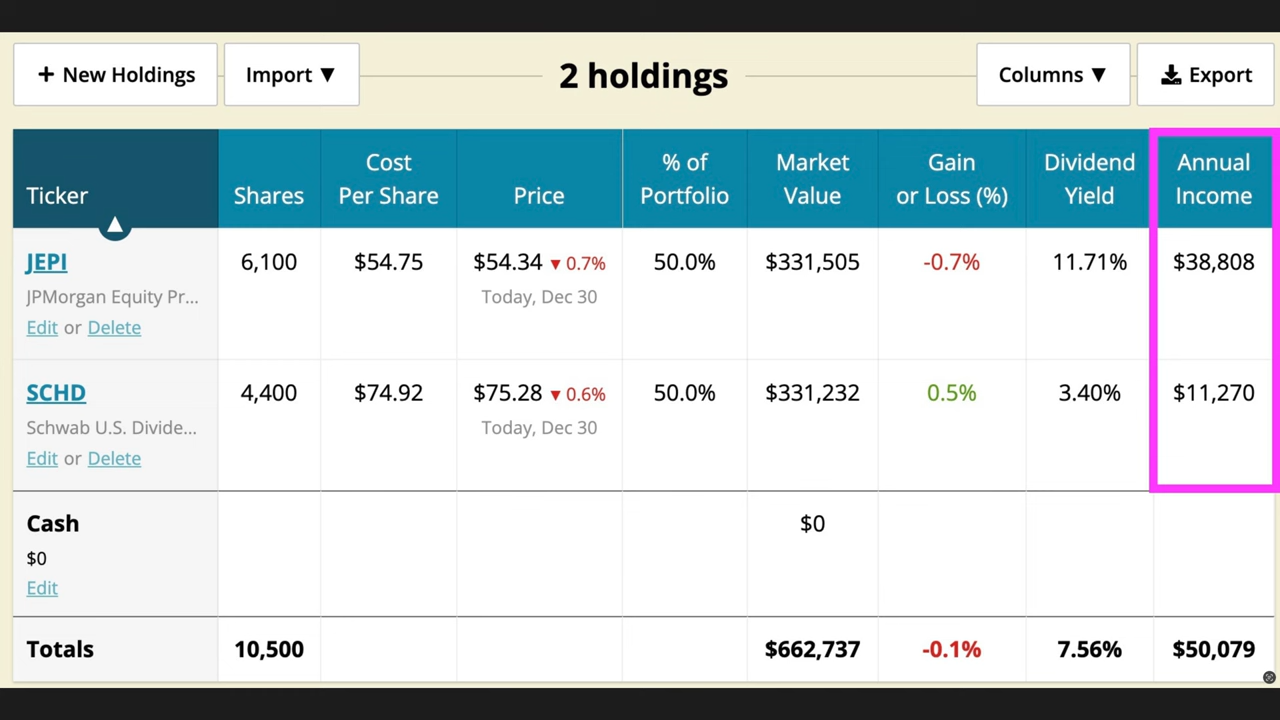 + New Holdings
Import ▼
2 holdings
Columns ▼
Export
Ticker
Shares
Cost
Per Share
Price
% of
Portfolio
Market
Value
Gain
or Loss (%)
Dividend
Yield
Annual
Income
JEPI 6,100 $54.75 $54.34 ▼ 0.7% 50.0% $331,505 -0.7% 11.71% $38,808
JPMorgan Equity Pr... Today, Dec 30
Edit or Delete
SCHD 4,400 $74.92 $75.28 ▼ 0.6% 50.0% $331,232 0.5% 3.40% $11,270
Schwab U.S. Divide... Today, Dec 30
Edit or Delete
Cash $0
$0
Edit
Totals 10,500 $662,737 -0.1% 7.56% $50,079